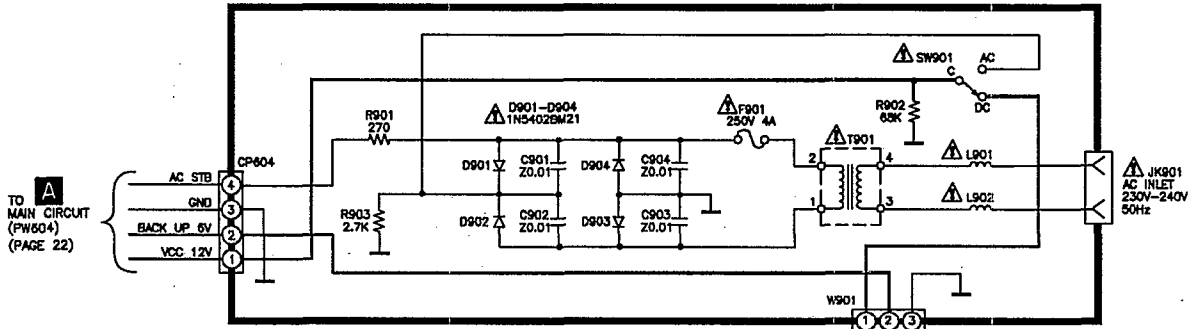 TO A
MAIN CIRCUIT
(PW604)
(PAGE 22)
CP604
AC STB
4
GND
3
BACK UP 6V
2
VCC 12V
1
R901
270
R903
2.7K
D901-D904
1N5402BM21
D901
C901
Z0.01
D904
C904
Z0.01
D902
C902
Z0.01
D903
C903
Z0.01
F901
250V 4A
SW901
AC
C
DC
R902
68K
T901
2
4
1
3
L901
L902
JK901
AC INLET
230V-240V
50Hz
W901
1 2 3